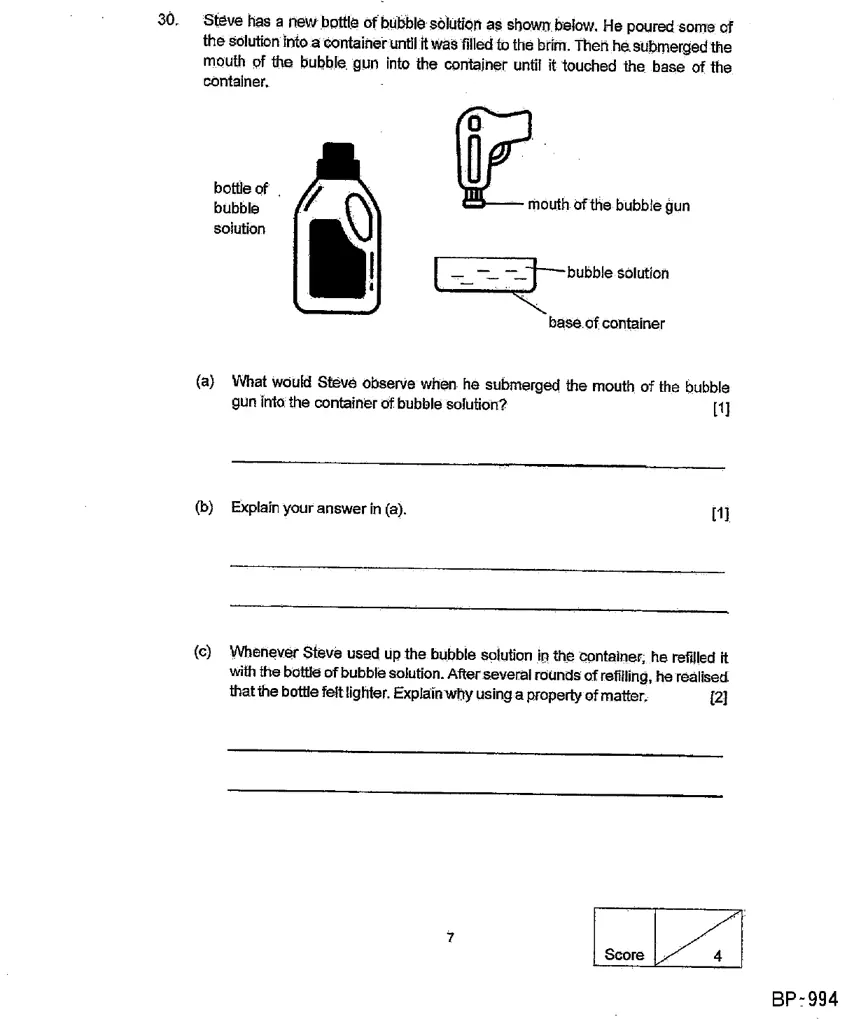 30. Steve has a new bottle of bubble solution as shown below. He poured some of
the solution into a container until it was filled to the brim. Then he submerged the
mouth of the bubble gun into the container until it touched the base of the
container.
bottle of
bubble
solution
mouth of the bubble gun
bubble solution
base of container
(a) What would Steve observe when he submerged the mouth of the bubble
gun into the container of bubble solution? [1]
(b) Explain your answer in (a). [1]
(c) Whenever Steve used up the bubble solution in the container, he refilled it
with the bottle of bubble solution. After several rounds of refilling, he realised
that the bottle felt lighter. Explain why using a property of matter. [2]
7
Score 4
BP-994